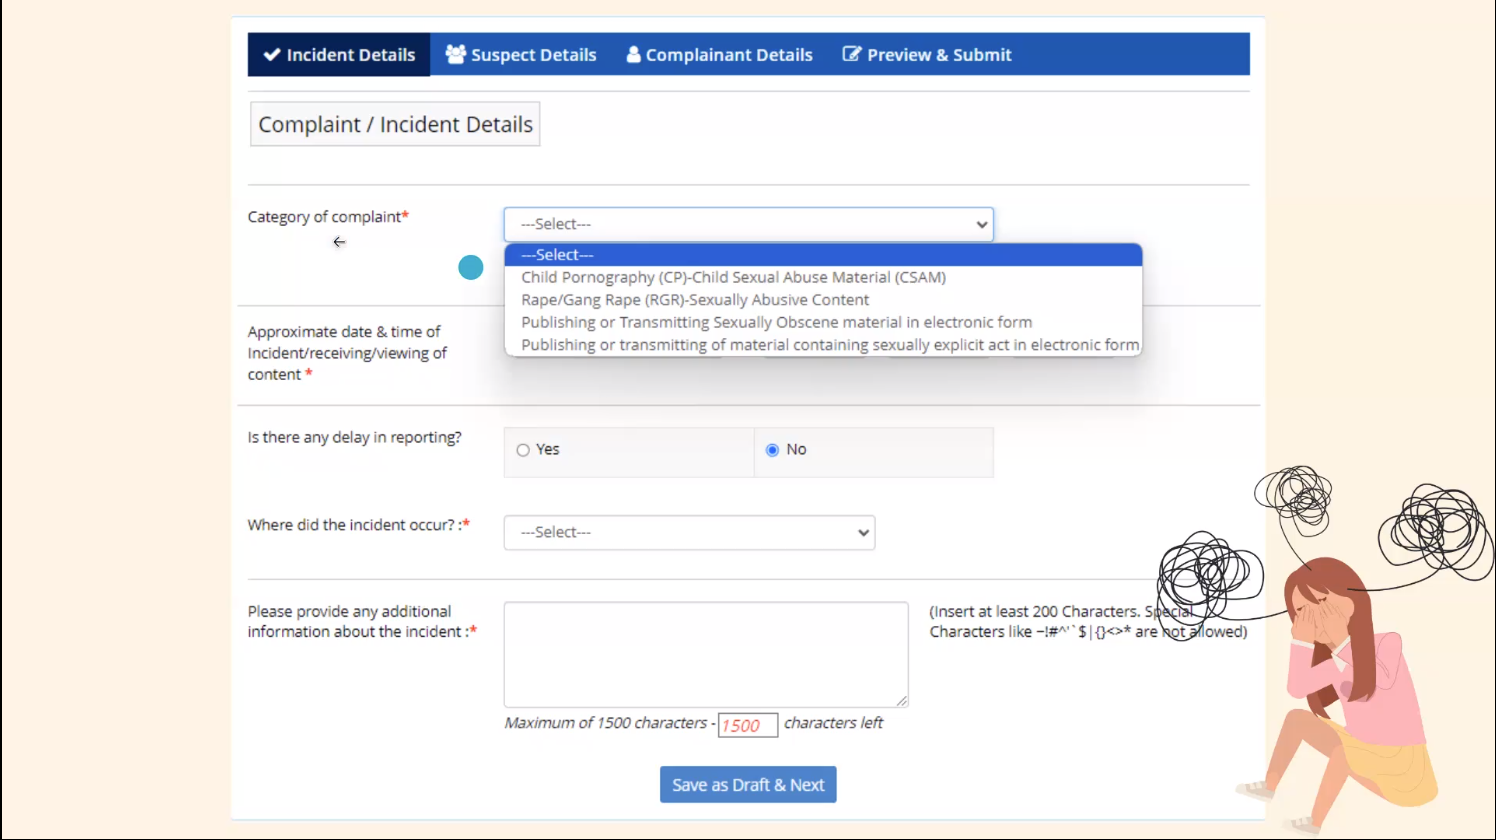 Incident Details
Suspect Details
Complainant Details
Preview & Submit
Complaint / Incident Details
Category of complaint*
---Select---
---Select---
Child Pornography (CP)-Child Sexual Abuse Material (CSAM)
Rape/Gang Rape (RGR)-Sexually Abusive Content
Publishing or Transmitting Sexually Obscene material in electronic form
Publishing or transmitting of material containing sexually explicit act in electronic form
Approximate date & time of
Incident/receiving/viewing of
content *
Is there any delay in reporting?
Yes
No
Where did the incident occur? :*
---Select---
Please provide any additional
information about the incident :*
(Insert at least 200 Characters. Special
Characters like ~!#^'`$|{}<>* are not allowed)
Maximum of 1500 characters - 1500 characters left
Save as Draft & Next